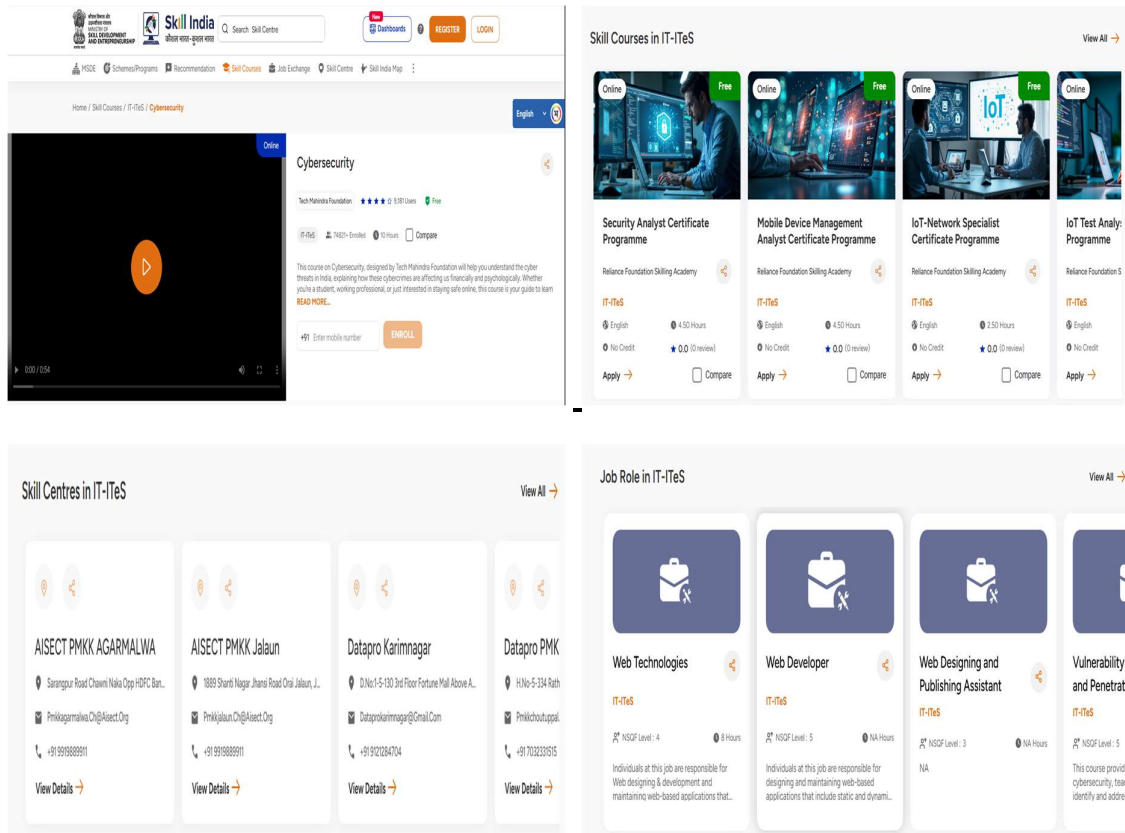 MINISTRY OF
SKILL DEVELOPMENT
AND ENTREPRENEURSHIP
Skill India
कौशल भारत-कुशल भारत
Search Skill Centre
New
Dashboards
REGISTER
LOGIN
MSDE Schemes/Programs Recommendation Skill Courses Job Exchange Skill Centre Skill India Map
Home / Skill Courses / IT-ITeS / Cybersecurity
English
Online
Cybersecurity
Tech Mahindra Foundation 9,181 Users Free
IT-ITeS 74821+ Enrolled 10 Hours Compare
This course on Cybersecurity, designed by Tech Mahindra Foundation will help you understand the cyber
threats in India, explaining how these cybercrimes are affecting us financially and psychologically. Whether
you're a student, working professional, or just interested in staying safe online, this course is your guide to learn
READ MORE...
+91 Enter mobile number ENROLL
0:00 / 0:54
Skill Courses in IT-ITeS
View All
Online Free
Security Analyst Certificate
Programme
Reliance Foundation Skilling Academy
IT-ITeS
English 4.50 Hours
No Credit 0.0 (0 review)
Apply Compare
Online Free
Mobile Device Management
Analyst Certificate Programme
Reliance Foundation Skilling Academy
IT-ITeS
English 4.50 Hours
No Credit 0.0 (0 review)
Apply Compare
Online Free
IoT
IoT-Network Specialist
Certificate Programme
Reliance Foundation Skilling Academy
IT-ITeS
English 2.50 Hours
No Credit 0.0 (0 review)
Apply Compare
Online
IoT Test Analys
Programme
Reliance Foundation S
IT-ITeS
English
No Credit
Apply
Skill Centres in IT-ITeS
View All
AISECT PMKK AGARMALWA
Sarangpur Road Chawni Naka Opp HDFC Ban...
Pmkkagarmalwa.Ch@Aisect.Org
+91 9919889911
View Details
AISECT PMKK Jalaun
1889 Shanti Nagar Jhansi Road Orai Jalaun, J...
Pmkkjalaun.Ch@Aisect.Org
+91 9919889911
View Details
Datapro Karimnagar
D.No:1-5-130 3rd Floor Fortune Mall Above A...
Dataprokarimnagar@Gmail.Com
+91 9121284704
View Details
Datapro PMK
H.No-5-334 Rath
Pmkkchoutuppal.
+91 7032331515
View Details
Job Role in IT-ITeS
View All
Web Technologies
IT-ITeS
NSQF Level : 4 8 Hours
Individuals at this job are responsible for
Web designing & development and
maintaining web-based applications that...
Web Developer
IT-ITeS
NSQF Level : 5 NA Hours
Individuals at this job are responsible for
designing and maintaining web-based
applications that include static and dynami...
Web Designing and
Publishing Assistant
IT-ITeS
NSQF Level : 3 NA Hours
NA
Vulnerability
and Penetrat
IT-ITeS
NSQF Level : 5
This course provid
cybersecurity, tea
identify and addre